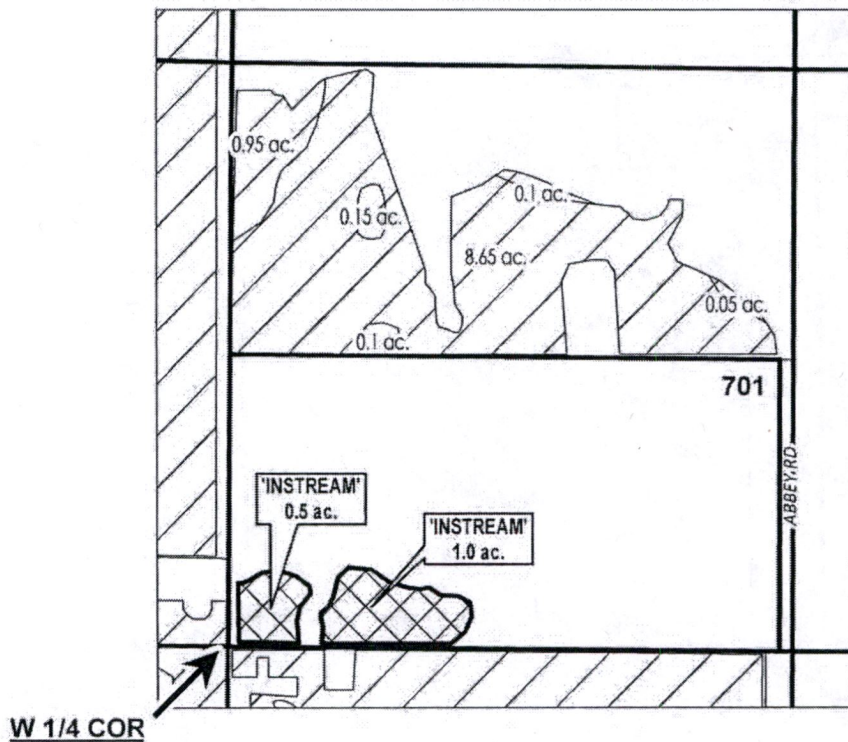 0.95 ac.
0.15 ac.
0.1 ac.
8.65 ac.
0.05 ac.
0.1 ac.
701
ABBEY RD
'INSTREAM'
0.5 ac.
'INSTREAM'
1.0 ac.
W 1/4 COR